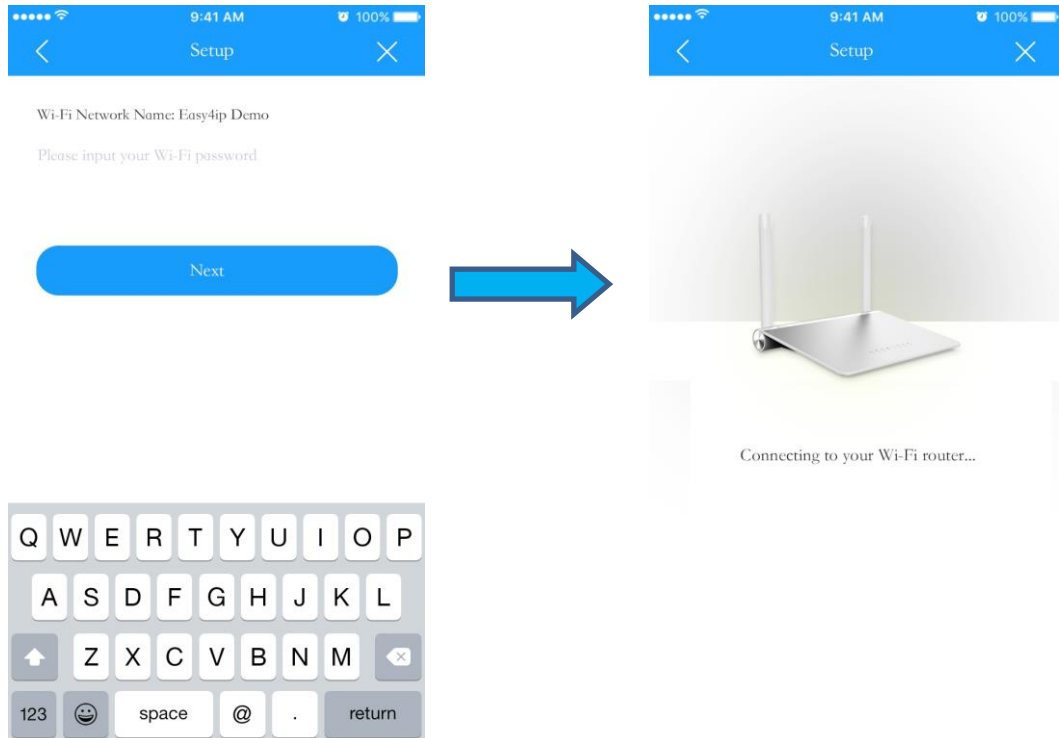 9:41 AM 100%
Setup
Wi-Fi Network Name: Easy4ip Demo
Please input your Wi-Fi password
Next
Q W E R T Y U I O P
A S D F G H J K L
Z X C V B N M
123 space @ . return
9:41 AM 100%
Setup
Connecting to your Wi-Fi router...